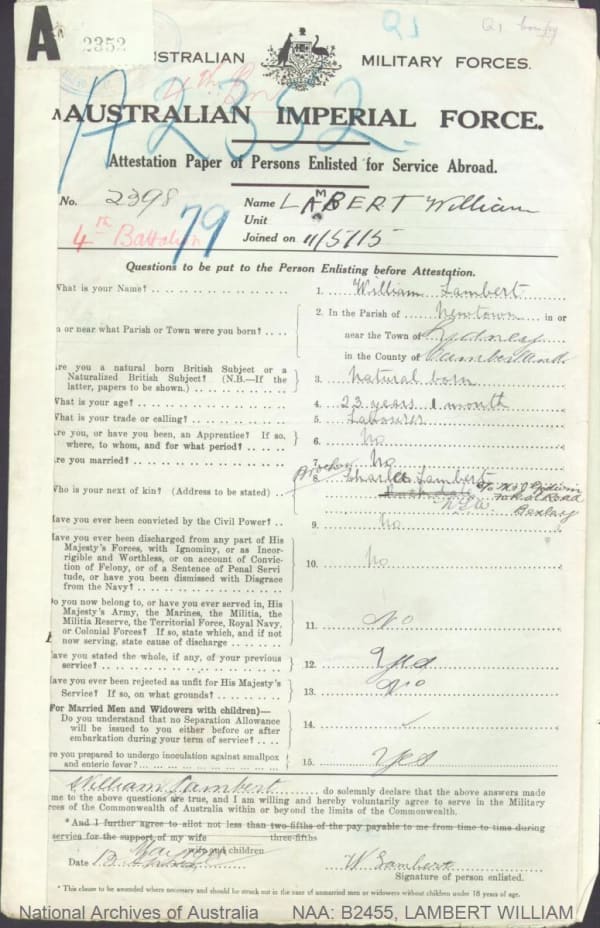 A 2352
AUSTRALIAN MILITARY FORCES.
A2352
AUSTRALIAN IMPERIAL FORCE.
Attestation Paper of Persons Enlisted for Service Abroad.
No. 2398 Name LAMBERT William
4th Battalion 79 Unit
Joined on 11/5/15
Questions to be put to the Person Enlisting before Attestation.
What is your Name? 1. William Lambert
2. In the Parish of Newtown in or
n or near what Parish or Town were you born? near the Town of Sydney
in the County of Cumberland
re you a natural born British Subject or a
Naturalized British Subject? (N.B.—If the 3. Natural born
latter, papers to be shown.)
What is your age? 4. 23 years 1 month
What is your trade or calling? 5. Labourer
re you, or have you been, an Apprentice? If so,
where, to whom, and for what period? 6. No
re you married? 7. No
Brother 8. Charles Lambert
Who is your next of kin? (Address to be stated)
N.S.W. Road
Bexley
ave you ever been convicted by the Civil Power? 9. No
ave you ever been discharged from any part of His
Majesty's Forces, with Ignominy, or as Incor-
rigible and Worthless, or on account of Convic-
tion of Felony, or of a Sentence of Penal Servi 10. No
tude, or have you been dismissed with Disgrace
from the Navy?
o you now belong to, or have you ever served in, His
Majesty's Army, the Marines, the Militia, the
Militia Reserve, the Territorial Force, Royal Navy, 11. No
or Colonial Forces? If so, state which, and if not
now serving, state cause of discharge
ave you stated the whole, if any, of your previous
service? 12. Yes
ave you ever been rejected as unfit for His Majesty's
Service? If so, on what grounds? 13. No
For Married Men and Widowers with children)—
Do you understand that no Separation Allowance
will be issued to you either before or after 14. ✓
embarkation during your term of service?
re you prepared to undergo inoculation against smallpox
and enteric fever? 15. Yes
William Lambert do solemnly declare that the above answers made
me to the above questions are true, and I am willing and hereby voluntarily agree to serve in the Military
rces of the Commonwealth of Australia within or beyond the limits of the Commonwealth.
*And I further agree to allot not less than two-fifths of the pay payable to me from time to time during
service for the support of my wife three-fifths
wife and children
Date W Lambert
Signature of person enlisted.
* This clause to be amended where necessary and should be struck out in the case of unmarried men or widowers without children under 18 years of age.
National Archives of Australia NAA: B2455, LAMBERT WILLIAM